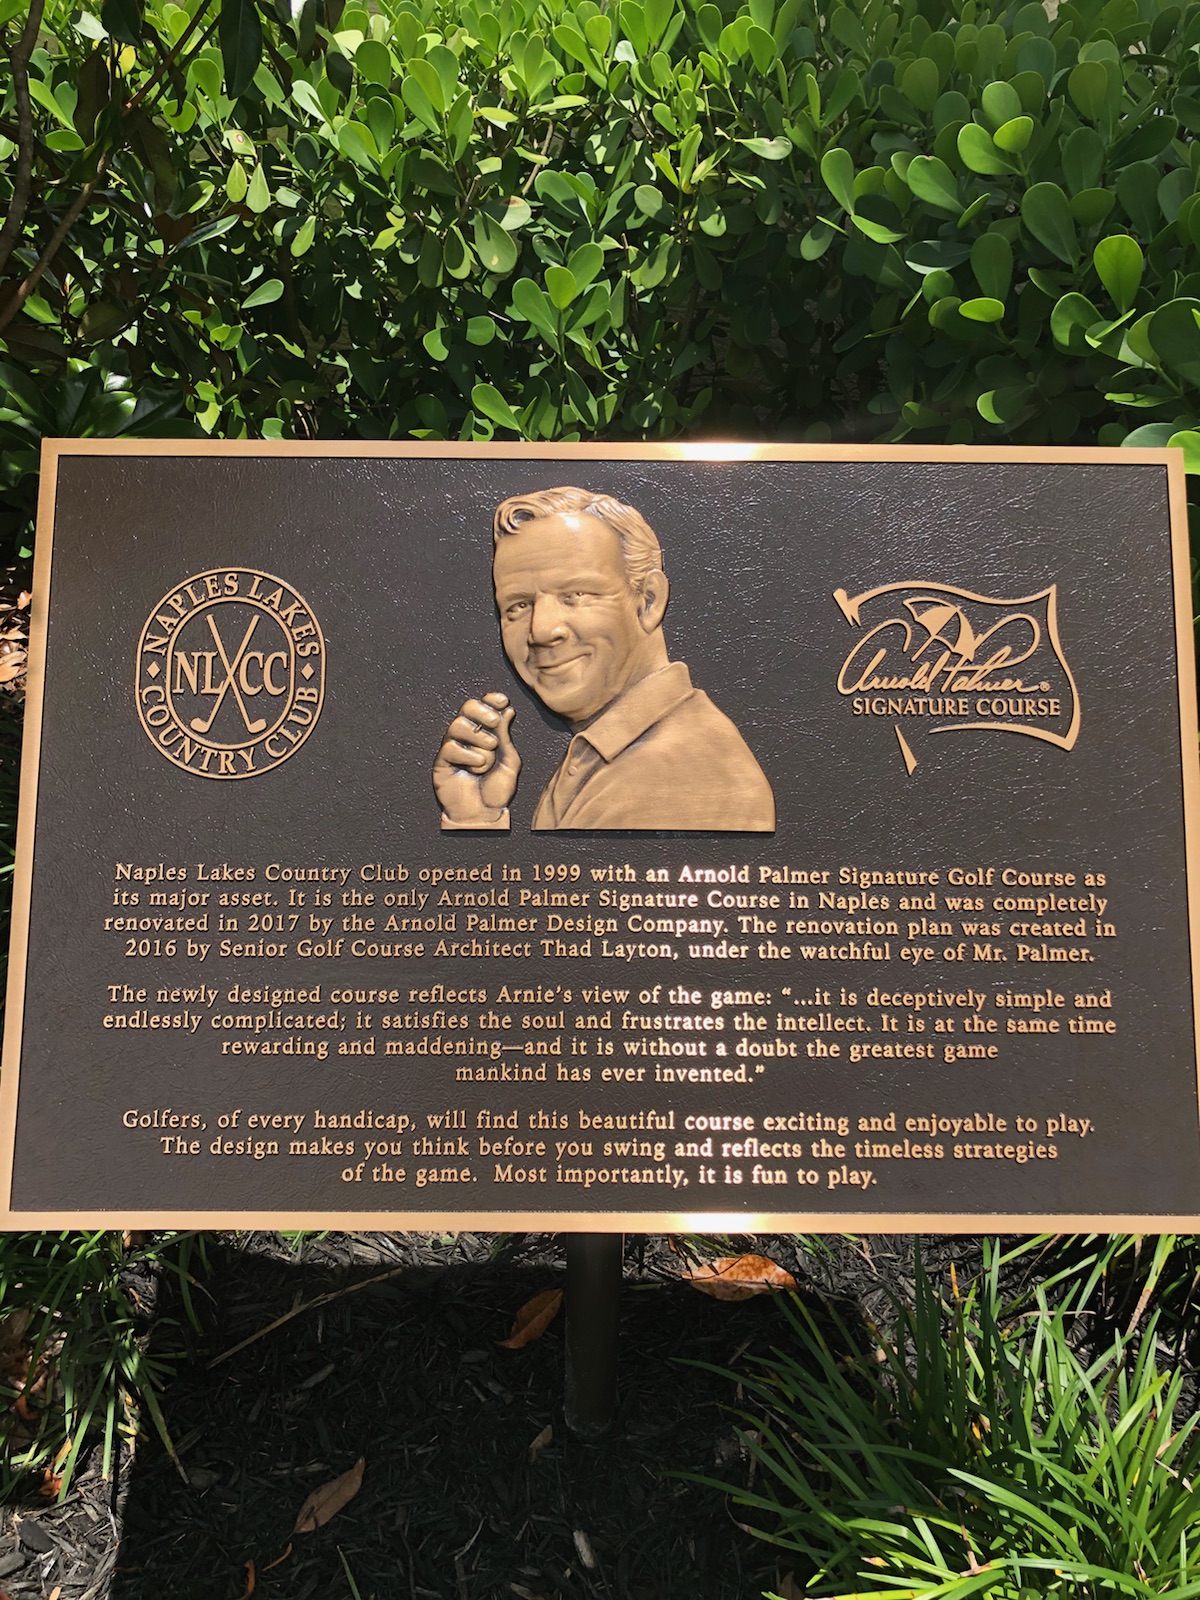 NAPLES LAKES
NLCC
COUNTRY CLUB
Arnold Palmer®
SIGNATURE COURSE
Naples Lakes Country Club opened in 1999 with an Arnold Palmer Signature Golf Course as
its major asset. It is the only Arnold Palmer Signature Course in Naples and was completely
renovated in 2017 by the Arnold Palmer Design Company. The renovation plan was created in
2016 by Senior Golf Course Architect Thad Layton, under the watchful eye of Mr. Palmer.
The newly designed course reflects Arnie's view of the game: “...it is deceptively simple and
endlessly complicated; it satisfies the soul and frustrates the intellect. It is at the same time
rewarding and maddening—and it is without a doubt the greatest game
mankind has ever invented.”
Golfers, of every handicap, will find this beautiful course exciting and enjoyable to play.
The design makes you think before you swing and reflects the timeless strategies
of the game. Most importantly, it is fun to play.